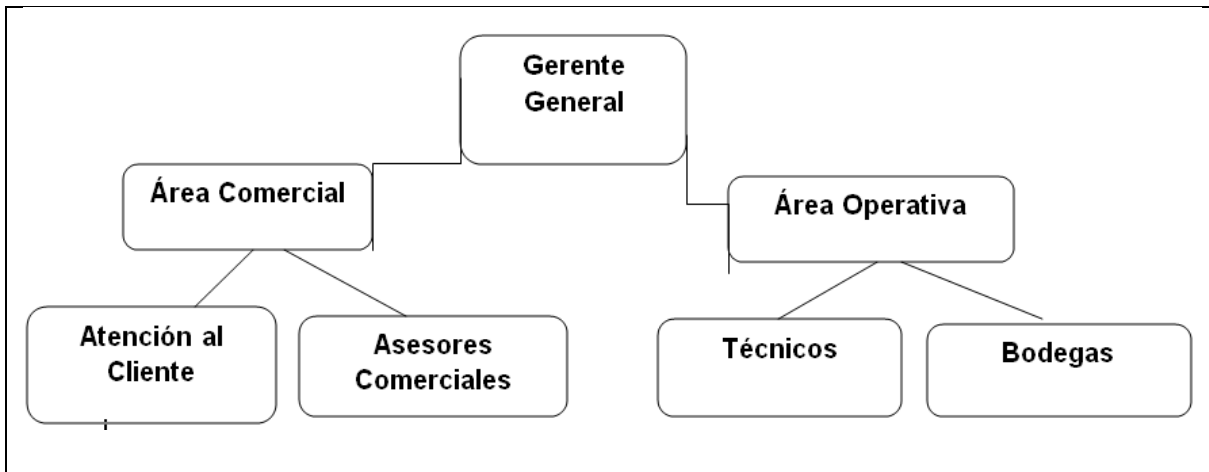 Gerente
General
Área Comercial
Área Operativa
Atención al
Cliente
Asesores
Comerciales
Técnicos
Bodegas